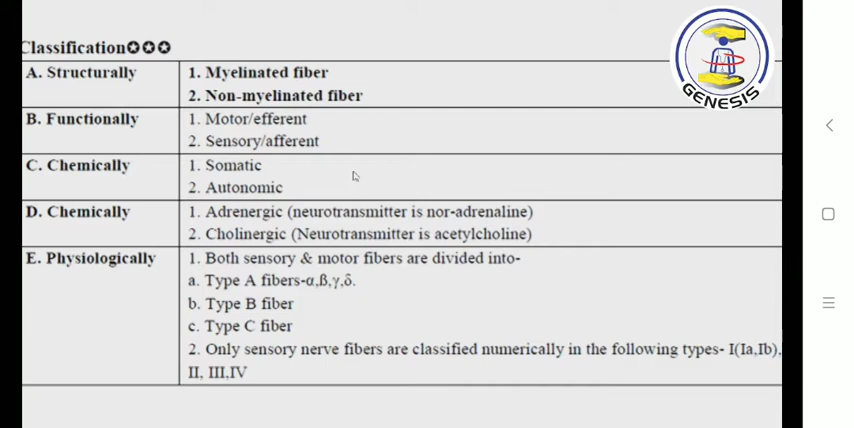 Classification✪✪✪
A. Structurally
1. Myelinated fiber
2. Non-myelinated fiber
B. Functionally
1. Motor/efferent
2. Sensory/afferent
C. Chemically
1. Somatic
2. Autonomic
D. Chemically
1. Adrenergic (neurotransmitter is nor-adrenaline)
2. Cholinergic (Neurotransmitter is acetylcholine)
E. Physiologically
1. Both sensory & motor fibers are divided into-
a. Type A fibers-α,ß,γ,δ.
b. Type B fiber
c. Type C fiber
2. Only sensory nerve fibers are classified numerically in the following types- I(Ia,Ib),
II, III,IV
GENESIS